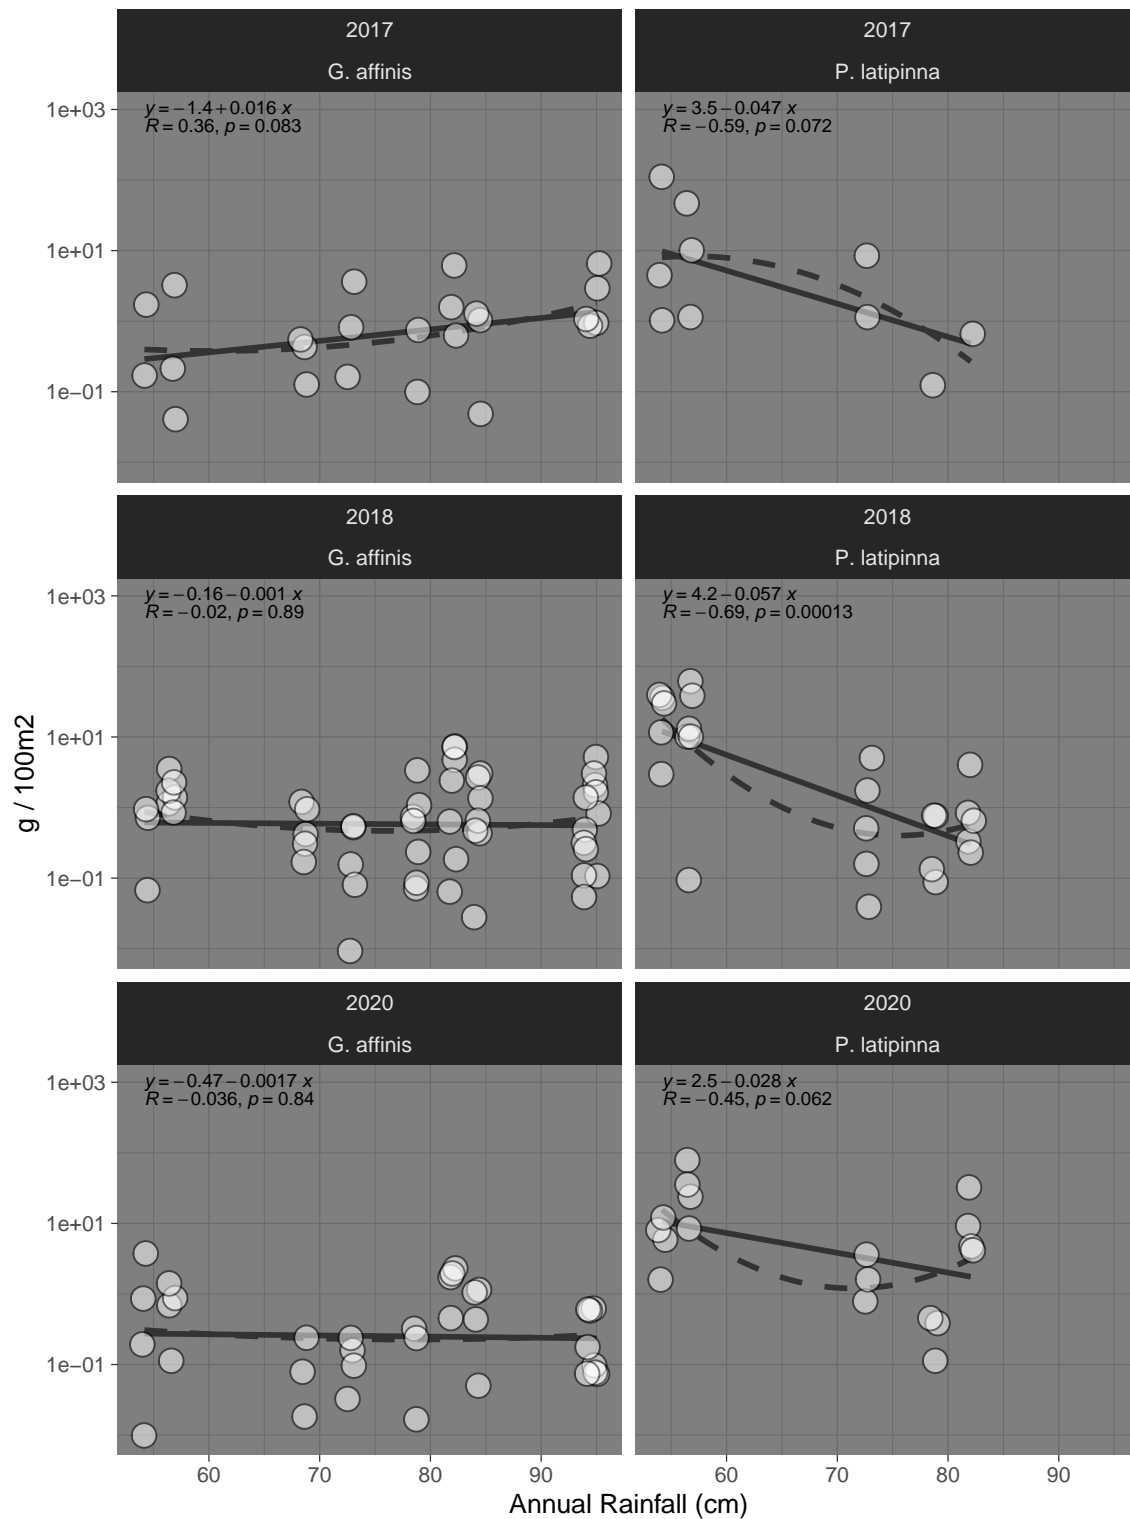 2017
G. affinis
2017
P. latipinna
1e+03
1e+01
1e−01
y = −1.4 + 0.016 x
R = 0.36, p = 0.083
y = 3.5 − 0.047 x
R = −0.59, p = 0.072
2018
G. affinis
2018
P. latipinna
1e+03
1e+01
1e−01
y = −0.16 − 0.001 x
R = −0.02, p = 0.89
y = 4.2 − 0.057 x
R = −0.69, p = 0.00013
g / 100m2
2020
G. affinis
2020
P. latipinna
1e+03
1e+01
1e−01
y = −0.47 − 0.0017 x
R = −0.036, p = 0.84
y = 2.5 − 0.028 x
R = −0.45, p = 0.062
60 70 80 90
60 70 80 90
Annual Rainfall (cm)